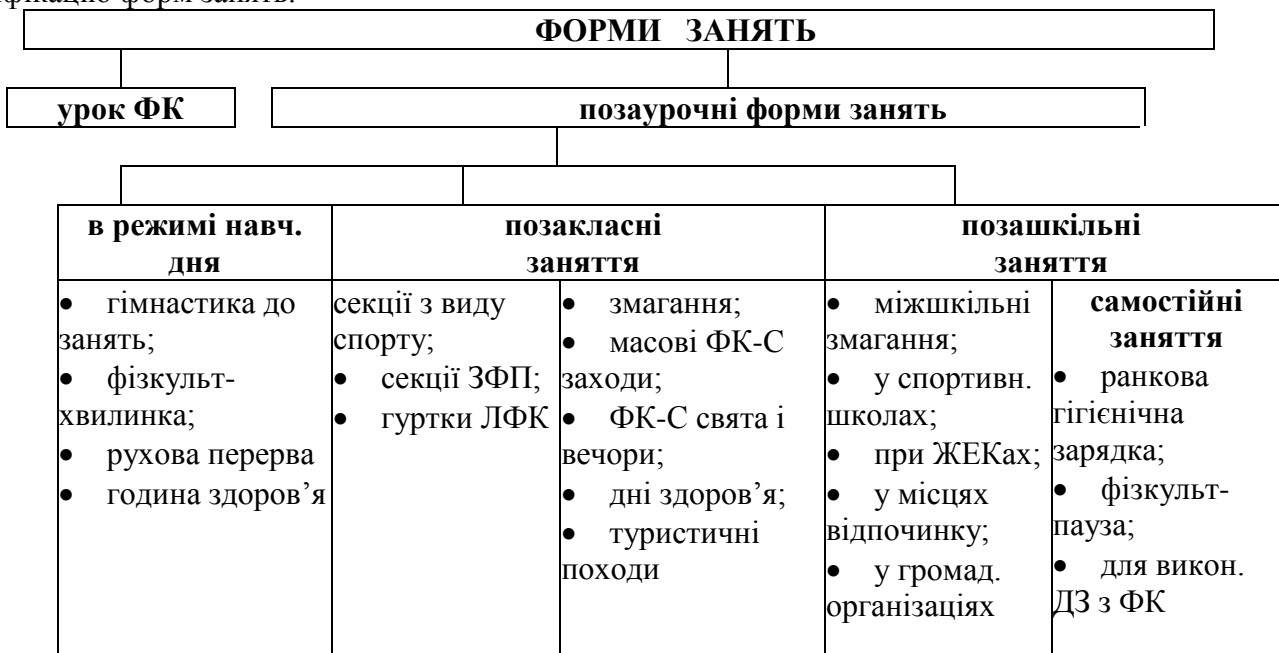 форм занять.
ФОРМИ ЗАНЯТЬ
урок ФК
позаурочні форми занять
в режимі навч.
дня
позакласні
заняття
позашкільні
заняття
• гімнастика до
занять;
• фізкульт-
хвилинка;
• рухова перерва
• година здоров’я
секції з виду
спорту;
• секції ЗФП;
• гуртки ЛФК
• змагання;
• масові ФК-С
заходи;
• ФК-С свята і
вечори;
• дні здоров’я;
• туристичні
походи
• міжшкільні
змагання;
• у спортивн.
школах;
• при ЖЕКах;
• у місцях
відпочинку;
• у громад.
організаціях
самостійні
заняття
• ранкова
гігієнічна
зарядка;
• фізкульт-
пауза;
• для викон.
ДЗ з ФК